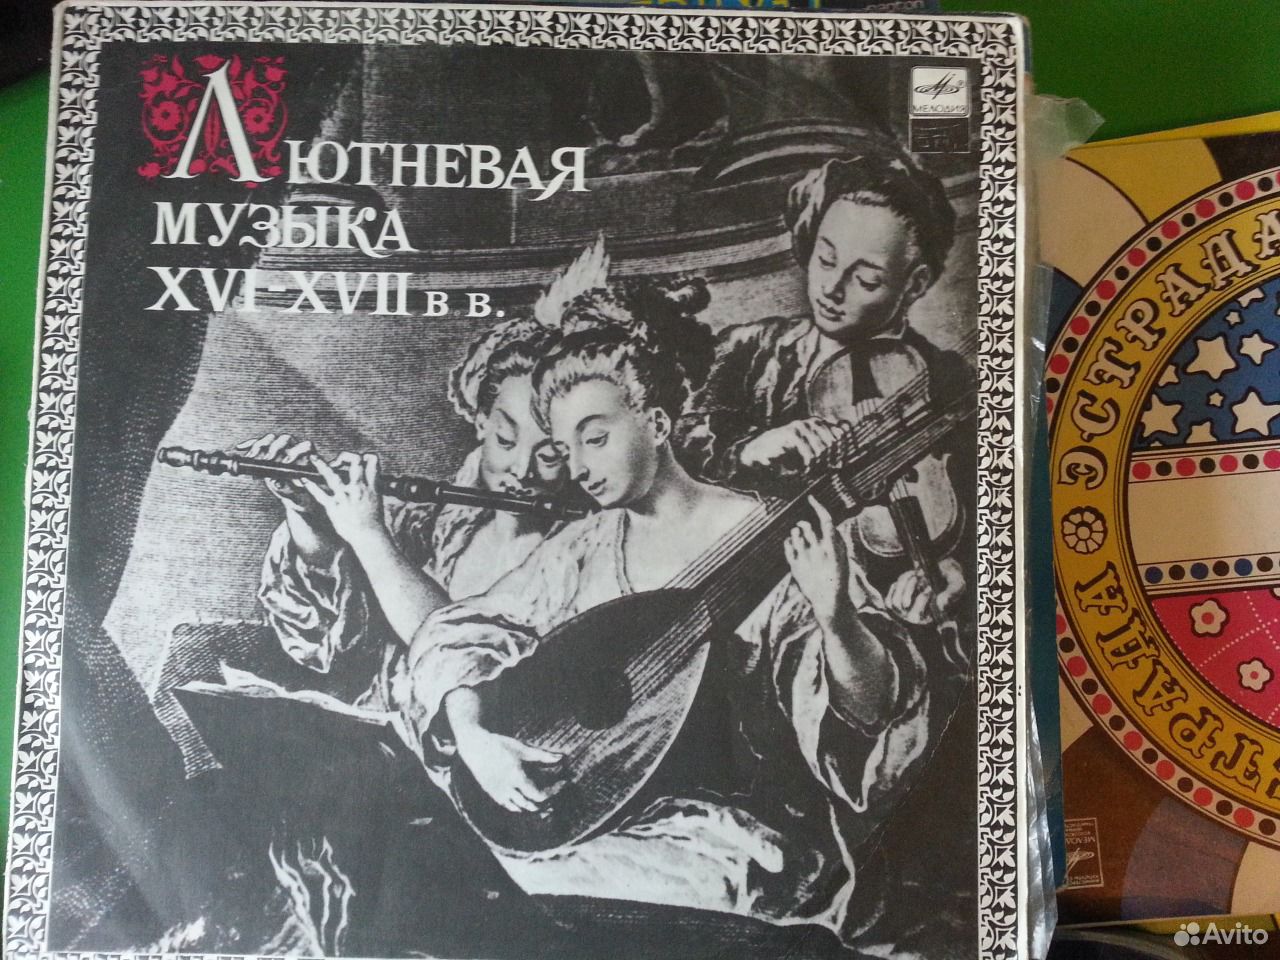 ЛЮТНЕВАЯ
МУЗЫКА
XVI-XVII В В.
МЕЛОДИЯ
ЭСТРАДА
ЭСТРАДА
Avito